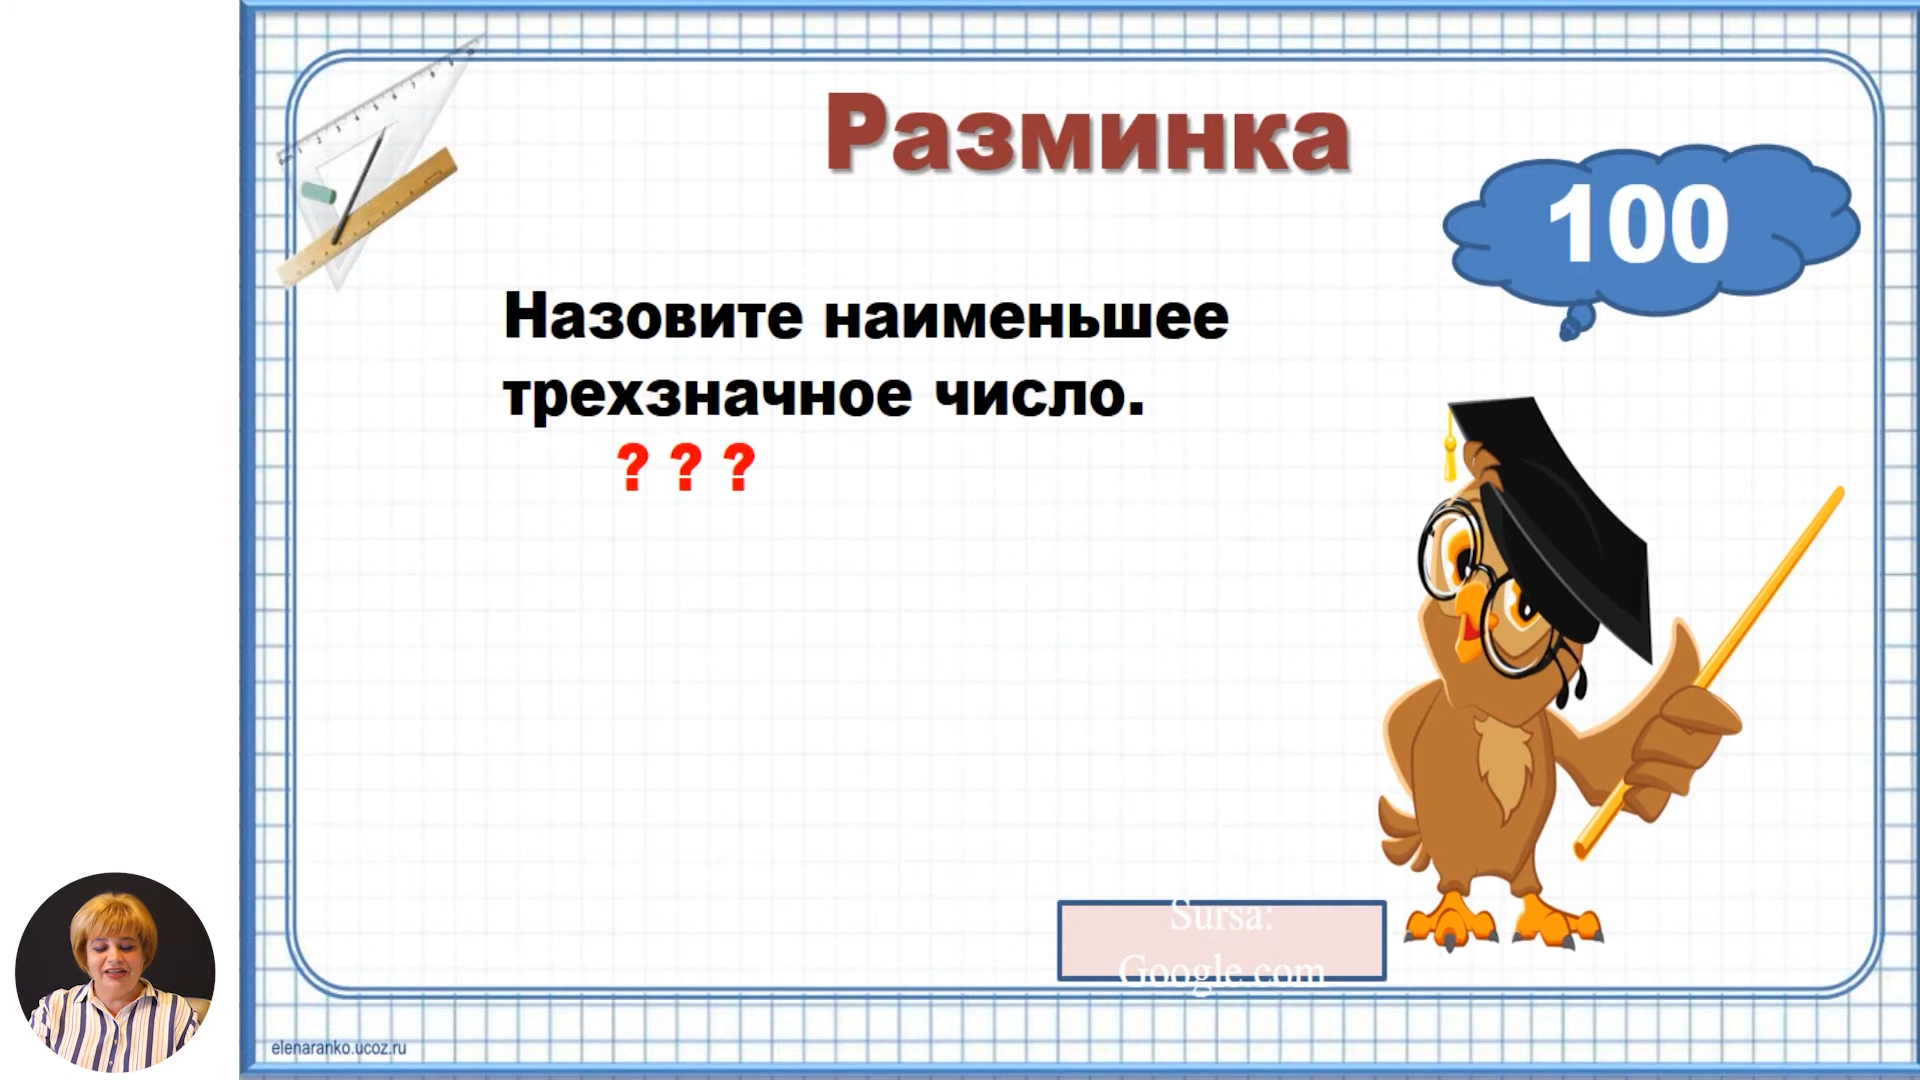 Разминка
100
Назовите наименьшее
трехзначное число.
? ? ?
Sursa:
Google.com
elenaranko.ucoz.ru